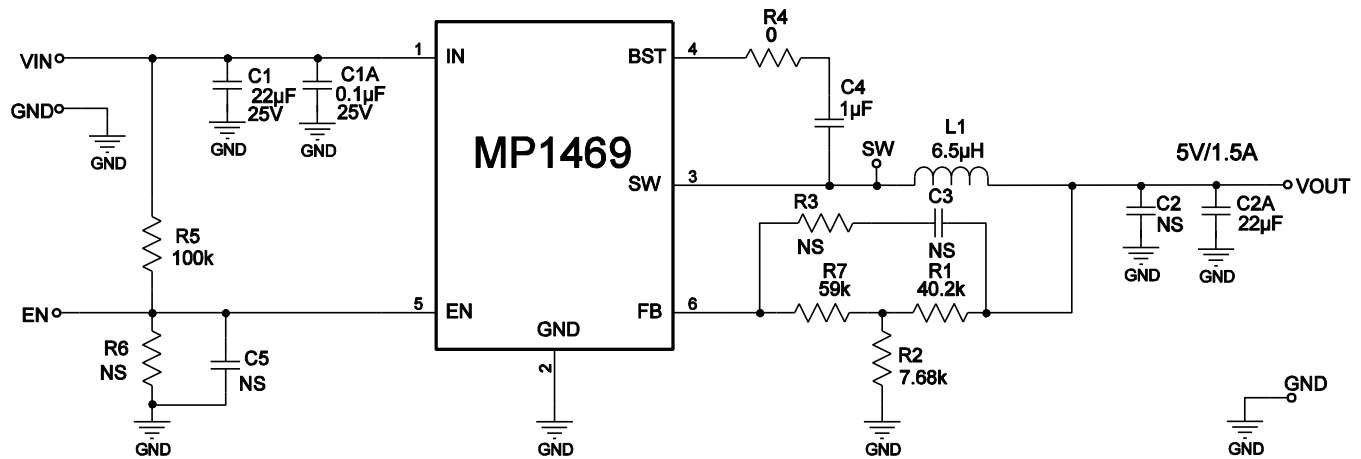 VIN
GND
GND
C1
22µF
25V
GND
C1A
0.1µF
25V
GND
1
IN
MP1469
BST
4
R4
0
C4
1µF
SW
3
SW
L1
6.5µH
5V/1.5A
VOUT
C2
NS
GND
C2A
22µF
GND
R3
NS
C3
NS
R5
100k
R7
59k
R1
40.2k
EN
5
EN
FB
6
GND
2
GND
R6
NS
C5
NS
GND
R2
7.68k
GND
GND
GND